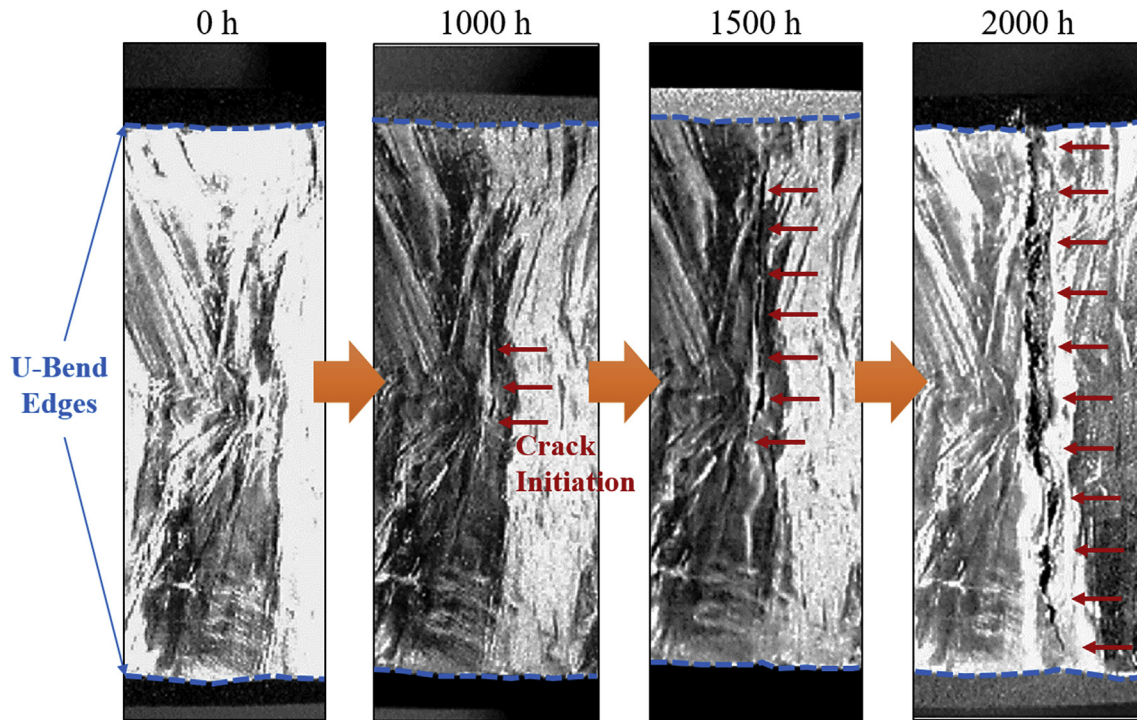 0 h
1000 h
1500 h
2000 h
U-Bend
Edges
Crack
Initiation